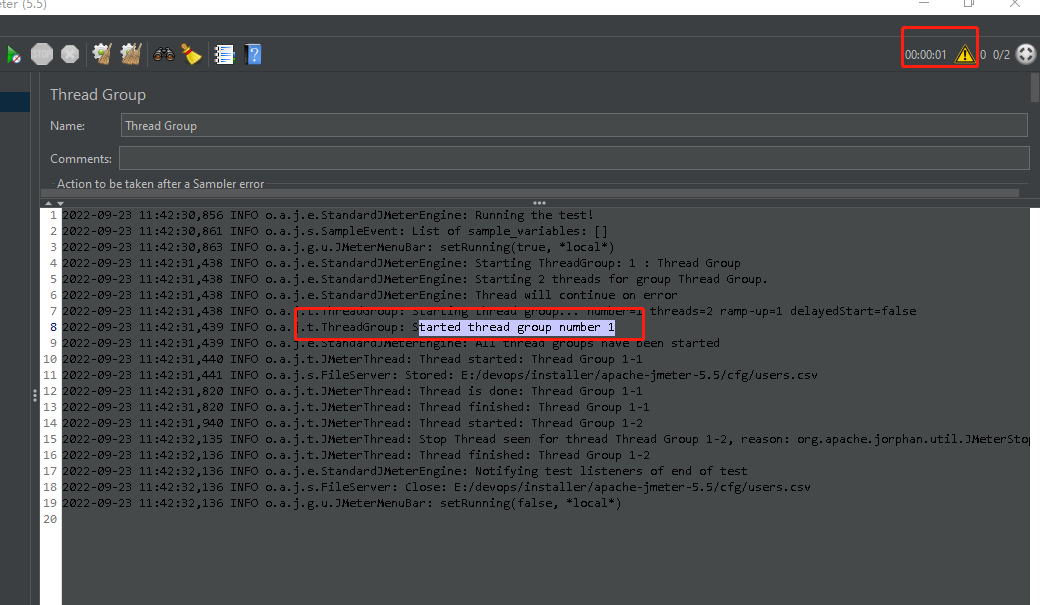 eter (5.5)
00:00:01 0 0/2
Thread Group
Name: Thread Group
Comments:
Action to be taken after a Sampler error
1 2022-09-23 11:42:30,856 INFO o.a.j.e.StandardJMeterEngine: Running the test!
2 2022-09-23 11:42:30,861 INFO o.a.j.s.SampleEvent: List of sample_variables: []
3 2022-09-23 11:42:30,863 INFO o.a.j.g.u.JMeterMenuBar: setRunning(true, *local*)
4 2022-09-23 11:42:31,438 INFO o.a.j.e.StandardJMeterEngine: Starting ThreadGroup: 1 : Thread Group
5 2022-09-23 11:42:31,438 INFO o.a.j.e.StandardJMeterEngine: Starting 2 threads for group Thread Group.
6 2022-09-23 11:42:31,438 INFO o.a.j.e.StandardJMeterEngine: Thread will continue on error
7 2022-09-23 11:42:31,438 INFO o.a.j.t.ThreadGroup: Starting thread group... number=1 threads=2 ramp-up=1 delayedStart=false
8 2022-09-23 11:42:31,439 INFO o.a.j.t.ThreadGroup: Started thread group number 1
9 2022-09-23 11:42:31,439 INFO o.a.j.e.StandardJMeterEngine: All thread groups have been started
10 2022-09-23 11:42:31,440 INFO o.a.j.t.JMeterThread: Thread started: Thread Group 1-1
11 2022-09-23 11:42:31,441 INFO o.a.j.s.FileServer: Stored: E:/devops/installer/apache-jmeter-5.5/cfg/users.csv
12 2022-09-23 11:42:31,820 INFO o.a.j.t.JMeterThread: Thread is done: Thread Group 1-1
13 2022-09-23 11:42:31,820 INFO o.a.j.t.JMeterThread: Thread finished: Thread Group 1-1
14 2022-09-23 11:42:31,940 INFO o.a.j.t.JMeterThread: Thread started: Thread Group 1-2
15 2022-09-23 11:42:32,135 INFO o.a.j.t.JMeterThread: Stop Thread seen for thread Thread Group 1-2, reason: org.apache.jorphan.util.JMeterStop
16 2022-09-23 11:42:32,136 INFO o.a.j.t.JMeterThread: Thread finished: Thread Group 1-2
17 2022-09-23 11:42:32,136 INFO o.a.j.e.StandardJMeterEngine: Notifying test listeners of end of test
18 2022-09-23 11:42:32,136 INFO o.a.j.s.FileServer: Close: E:/devops/installer/apache-jmeter-5.5/cfg/users.csv
19 2022-09-23 11:42:32,136 INFO o.a.j.g.u.JMeterMenuBar: setRunning(false, *local*)
20